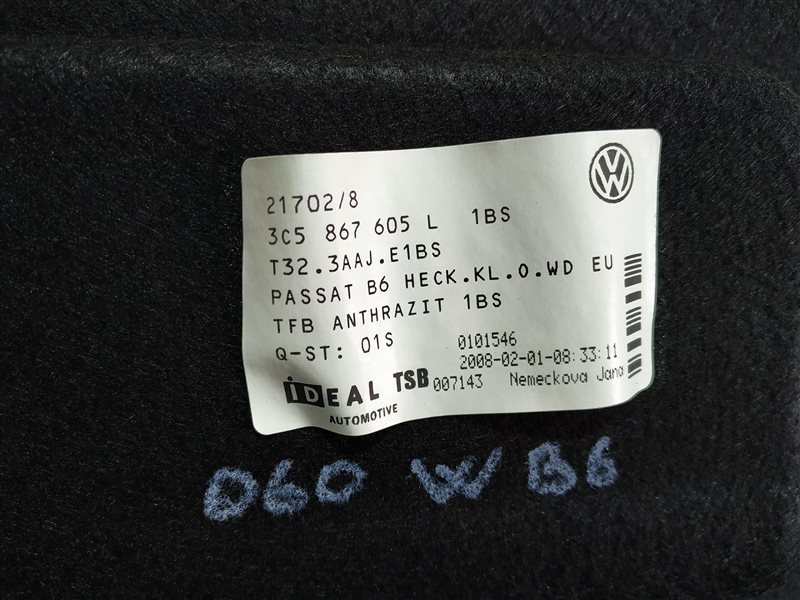 21702/8
3C5 867 605 L 1BS
T32.3AAJ.E1BS
PASSAT B6 HECK.KL.O.WD EU
TFB ANTHRAZIT 1BS
Q-ST: 01S 0101546
2008-02-01-08:33:11
iDEAL TSB 007143 Nemeckova Jana
AUTOMOTIVE
060 W B6